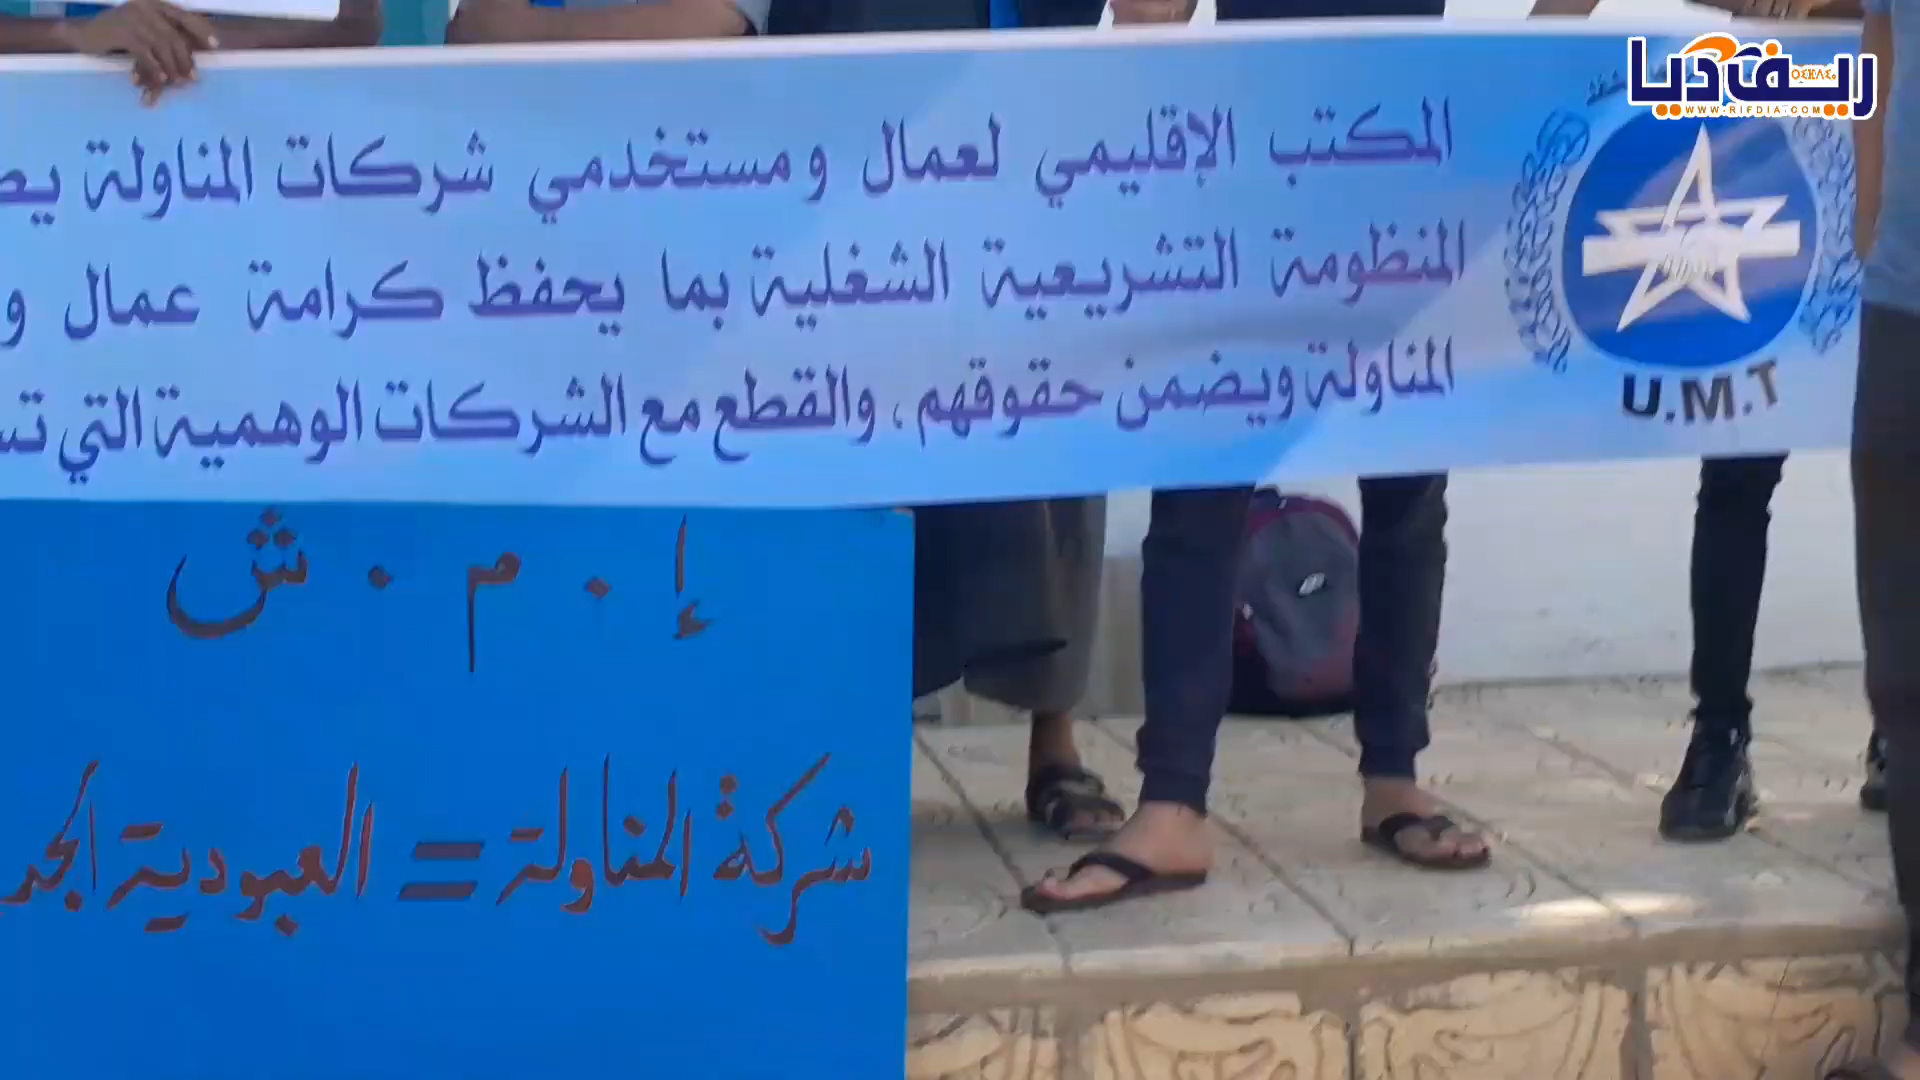 ريفديا
WWW.RIFDIA.COM
المكتب الإقليمي لعمال ومستخدمي شركات المناولة
المنظومة التشريعية الشغلية بما يحفظ كرامة عمال و
المناولة ويضمن حقوقهم، والقطع مع الشركات الوهمية التي
U.M.T
إ . م . ش
شركة المناولة = العبودية